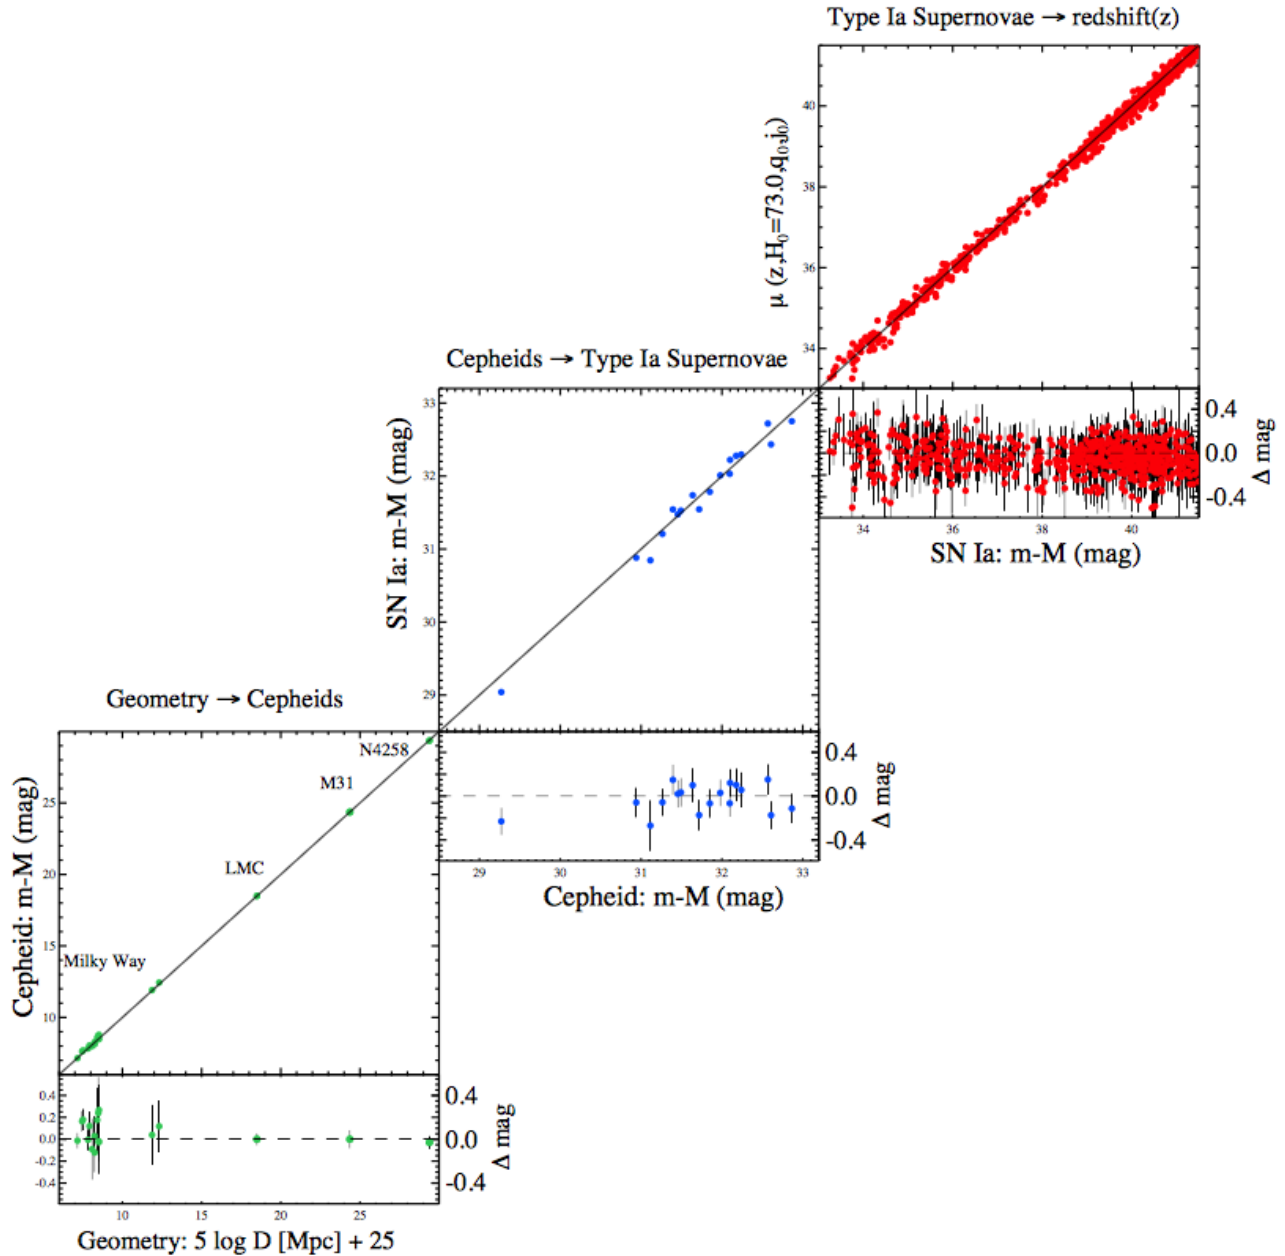 Type Ia Supernovae → redshift(z)
40
38
36
34
μ (z,H₀=73.0,q₀,j₀)
0.4
0.0
-0.4
Δ mag
34 36 38 40
SN Ia: m-M (mag)
Cepheids → Type Ia Supernovae
33
32
31
30
29
SN Ia: m-M (mag)
0.4
0.0
-0.4
Δ mag
29 30 31 32 33
Cepheid: m-M (mag)
Geometry → Cepheids
N4258
M31
LMC
Milky Way
25
20
15
10
Cepheid: m-M (mag)
0.4
0.2
0.0
-0.2
-0.4
0.4
0.0
-0.4
Δ mag
10 15 20 25
Geometry: 5 log D [Mpc] + 25